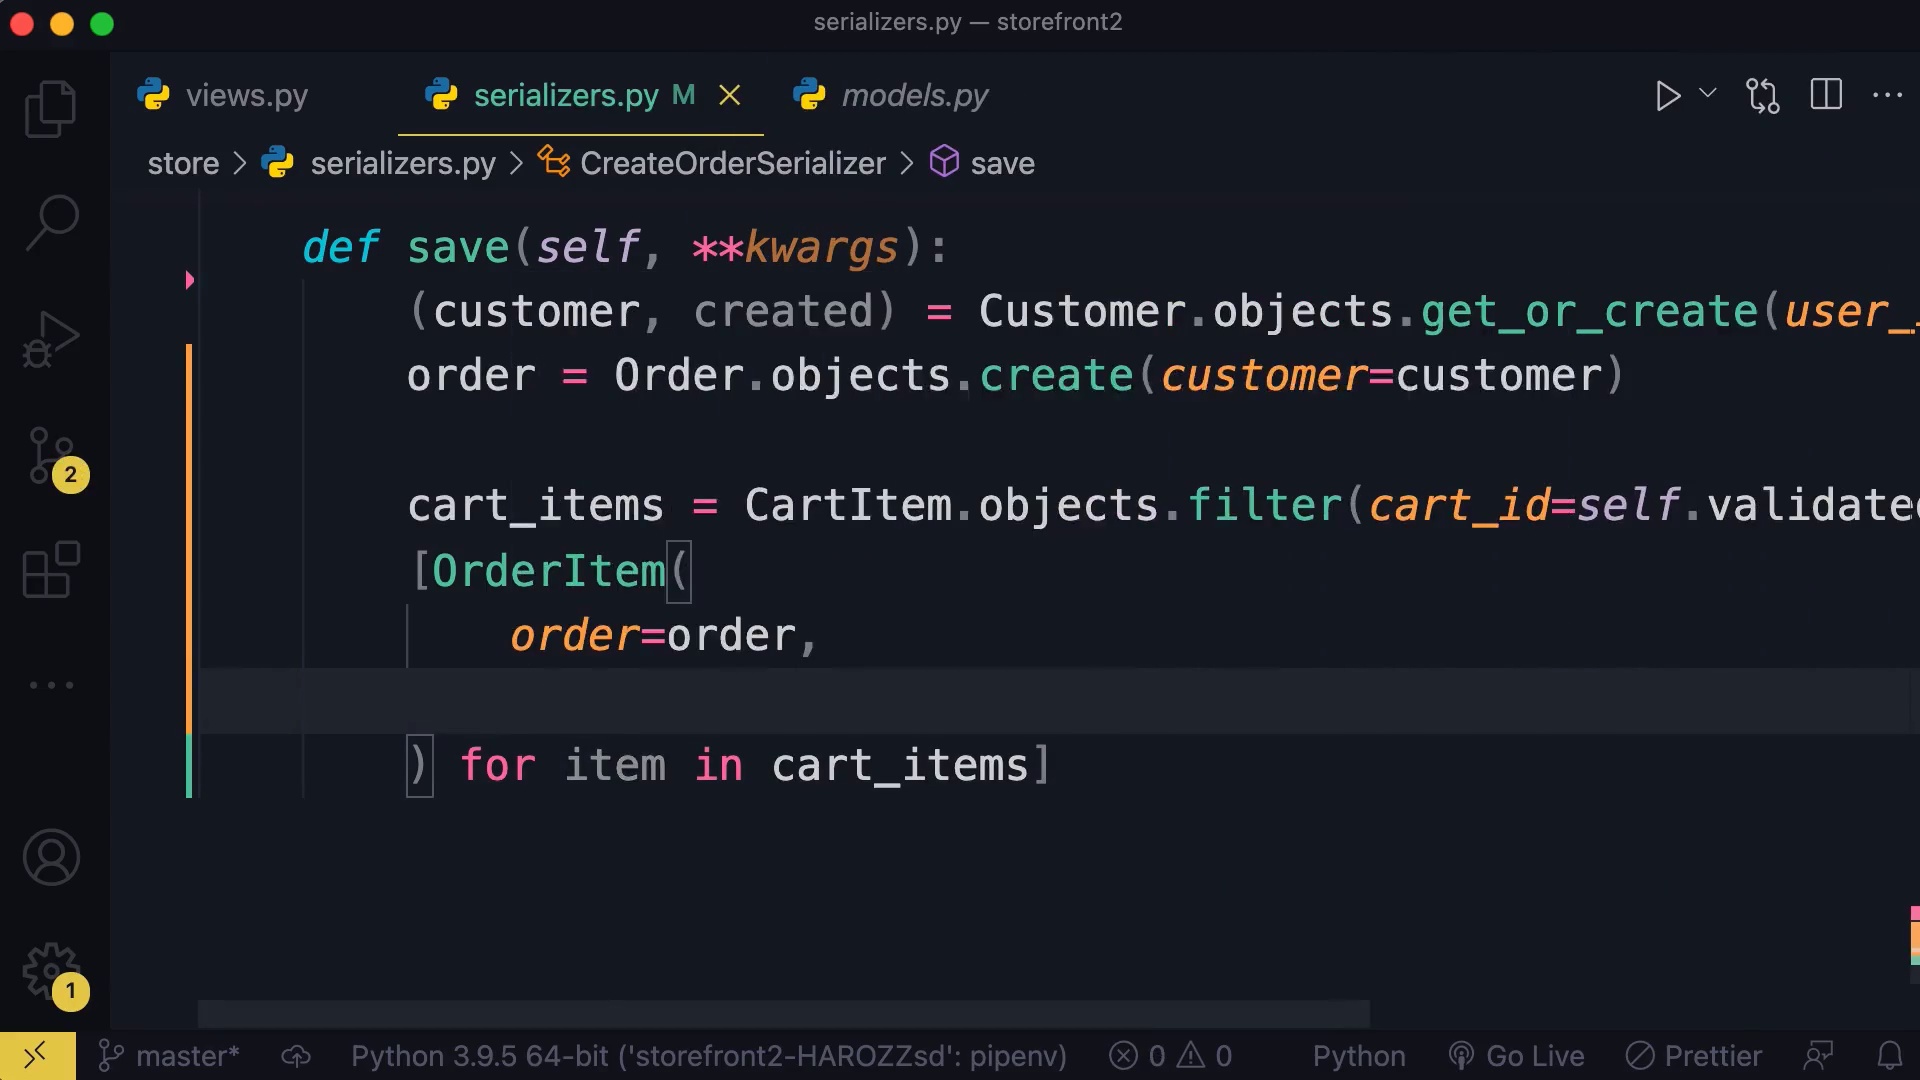 serializers.py — storefront2
views.py
serializers.py M
models.py
store > serializers.py > CreateOrderSerializer > save
def save(self, **kwargs):
(customer, created) = Customer.objects.get_or_create(user_
order = Order.objects.create(customer=customer)
cart_items = CartItem.objects.filter(cart_id=self.validated
[OrderItem(
order=order,
) for item in cart_items]
2
1
master* Python 3.9.5 64-bit ('storefront2-HAROZZsd': pipenv) 0 0 Python Go Live Prettier